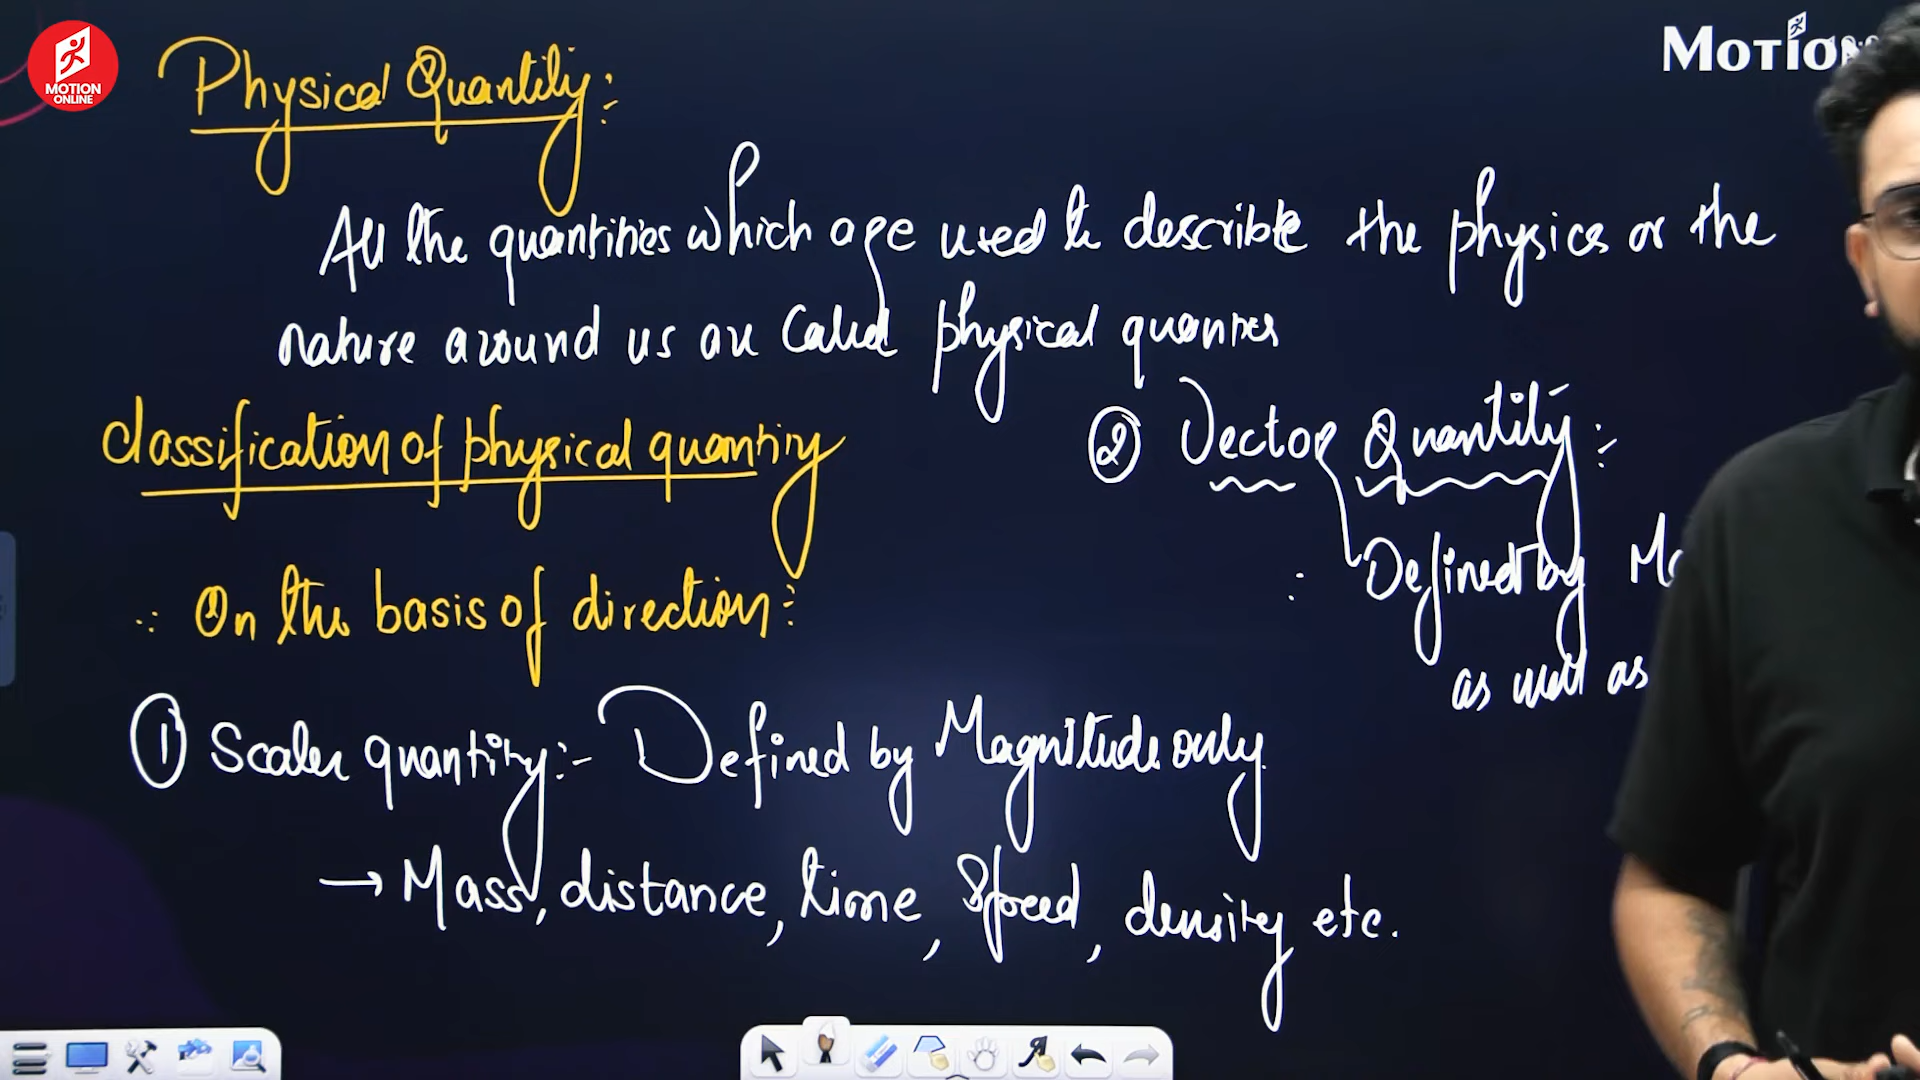 MOTION
ONLINE
MOTION
Physical Quantity:-
All the quantities which are used to describe the physics or the
nature around us are called physical
Classification of physical quantity
∴ On the basis of direction:-
① Scaler quantity:- Defined by Magnitude only.
→ Mass, distance, time, Speed, density etc.
② Vector Quantity:-
: Defined by
as well as